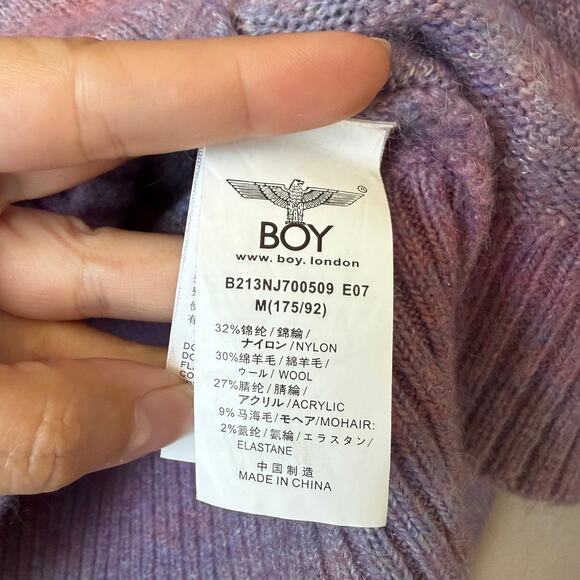 ®
BOY
www. boy. london
B213NJ700509 E07
M(175/92)
32%锦纶/錦綸/
ナイロン/NYLON
30%绵羊毛/綿羊毛/
ウール/ WOOL
27%腈纶/腈綸/
アクリル/ACRYLIC
9%马海毛/モヘア/MOHAIR:
2%氨纶/氨綸/エラスタン/
ELASTANE
中国制造
MADE IN CHINA